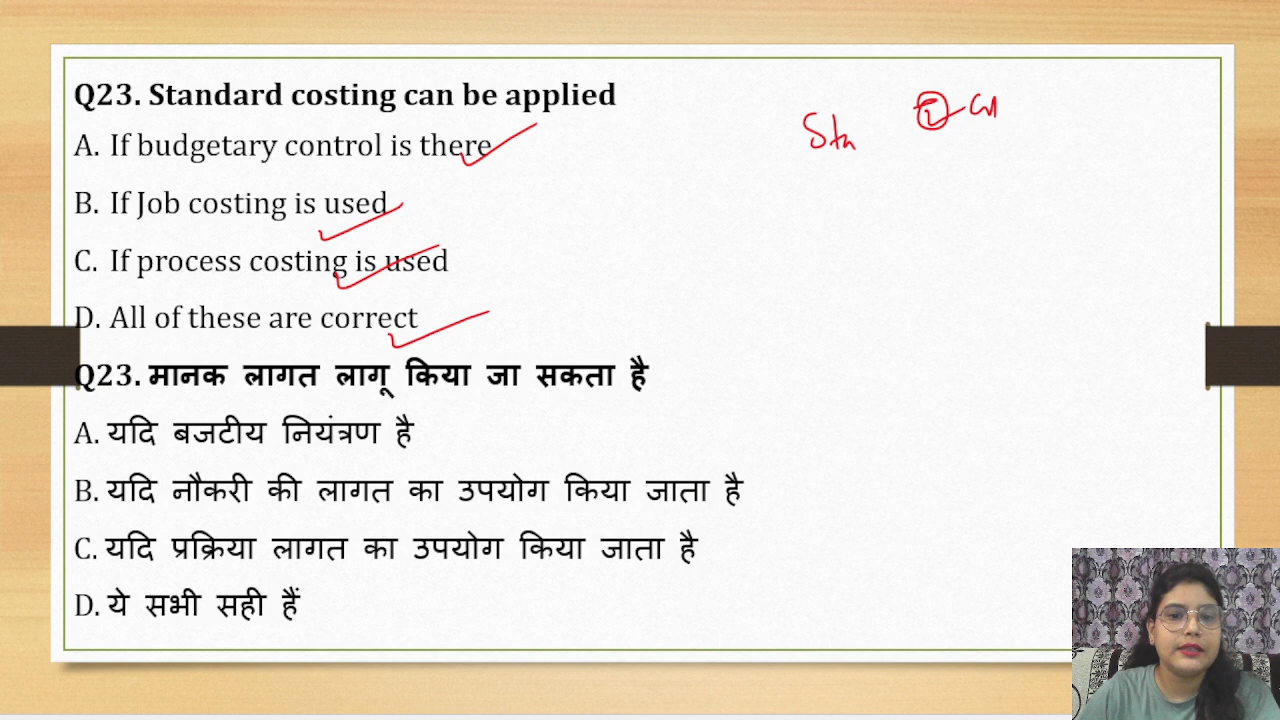 Q23. Standard costing can be applied
A. If budgetary control is there
B. If Job costing is used
C. If process costing is used
D. All of these are correct
Q23. मानक लागत लागू किया जा सकता है
A. यदि बजटीय नियंत्रण है
B. यदि नौकरी की लागत का उपयोग किया जाता है
C. यदि प्रक्रिया लागत का उपयोग किया जाता है
D. ये सभी सही हैं
Sta